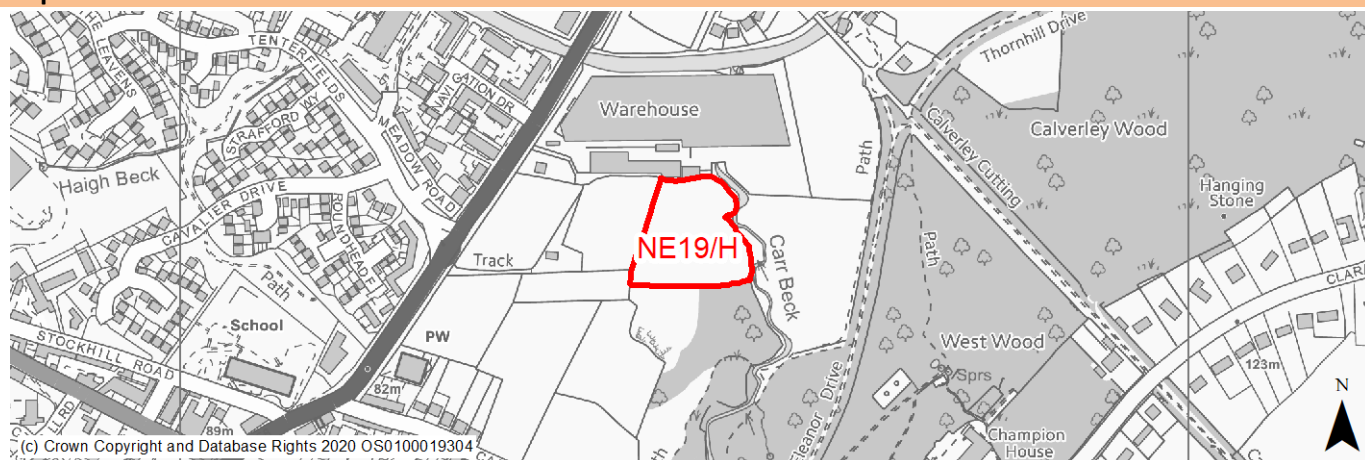 THE LEAVENS
TENTERFIELDS
NAVIGATION DR
STRAFFORD W
MEADOW ROAD
Haigh Beck
CAVALIER DRIVE
ROUNDHEAD F
Path
School
STOCKHILL ROAD
PW
82m
89m
Track
Warehouse
NE19/H
Carr Beck
Path
Thornhill Drive
Calverley Cutting
Calverley Wood
Hanging
Stone
Path
West Wood
Sprs
Eleanor Drive
Champion
House
123m
N
(c) Crown Copyright and Database Rights 2020 OS0100019304